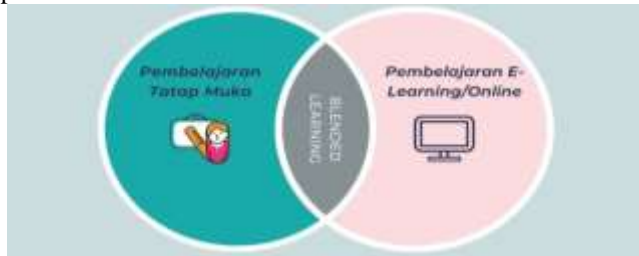 Pembelajaran
Tatap Muka
BLENDED
LEARNING
Pembelajaran E-
Learning/Online